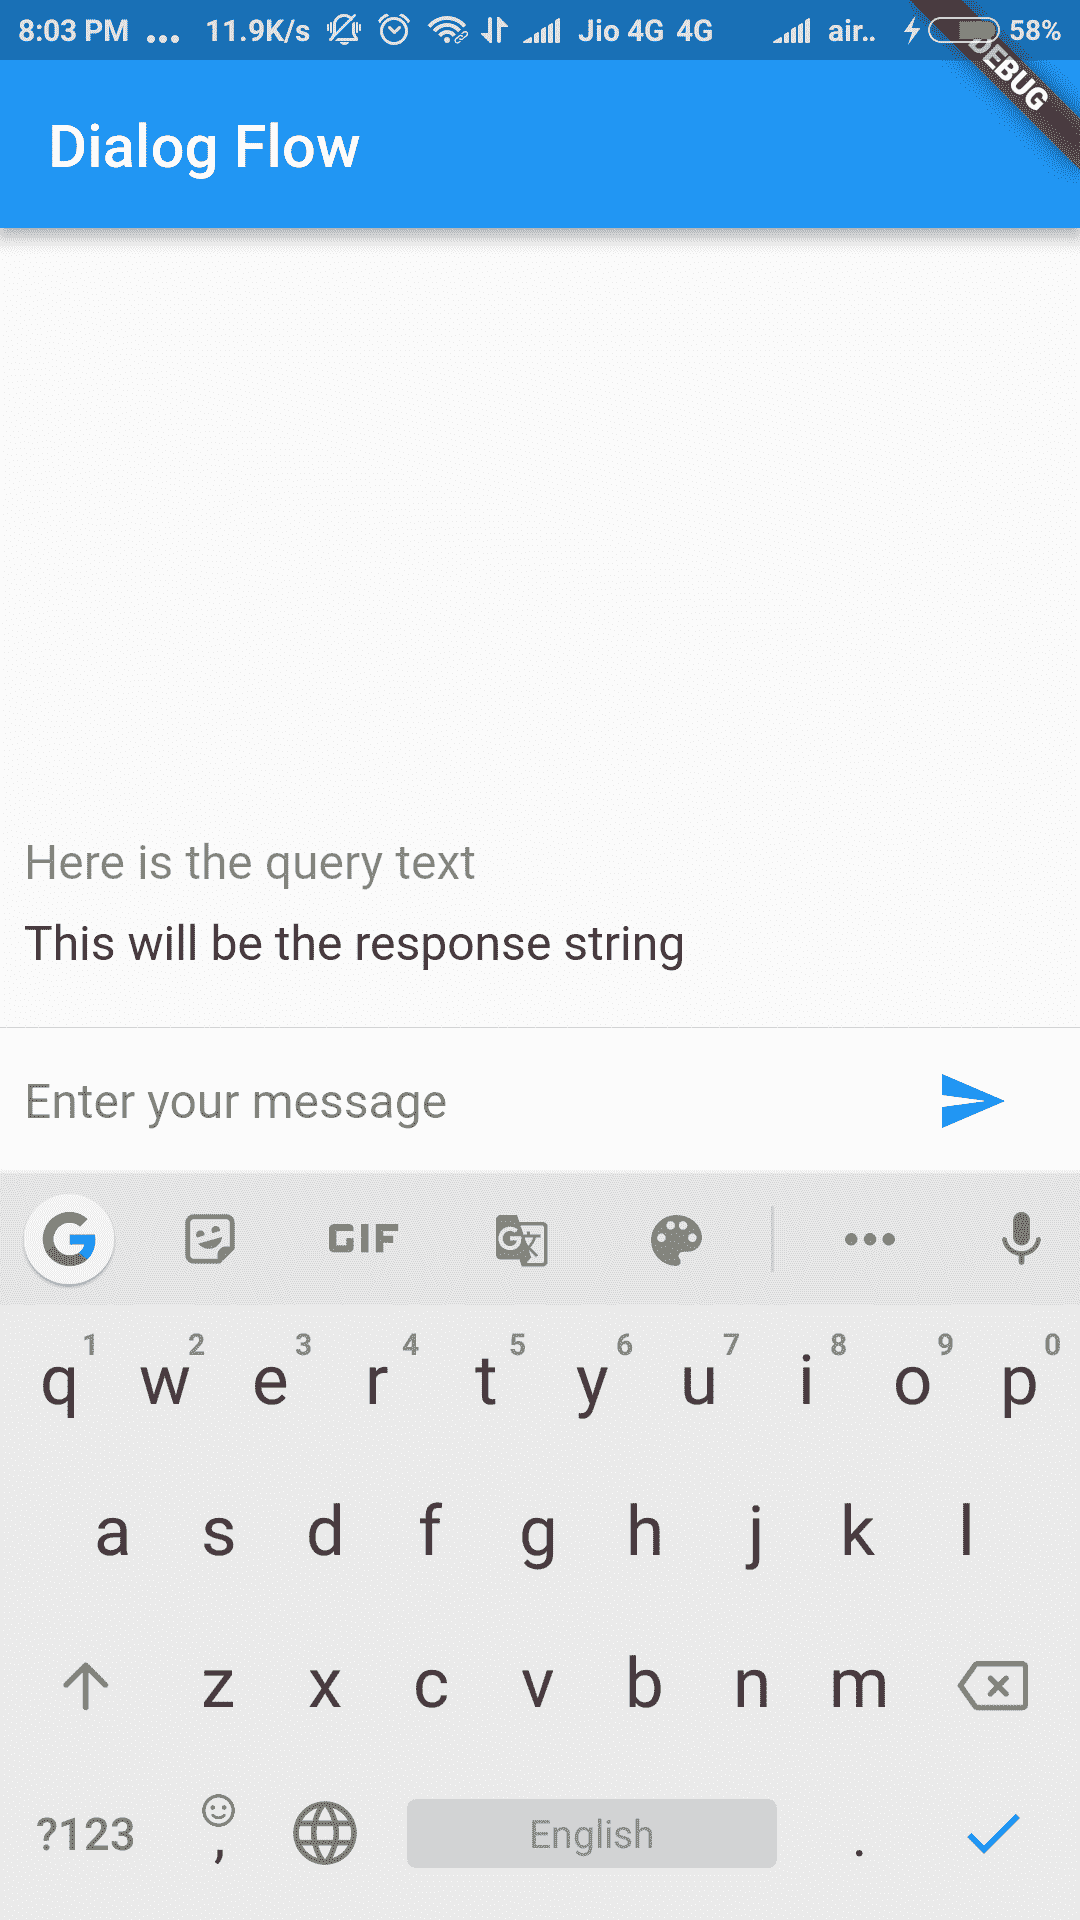 8:03 PM ... 11.9K/s Jio 4G 4G air.. 58%
DEBUG
Dialog Flow
Here is the query text
This will be the response string
Enter your message
G GIF G文
1 2 3 4 5 6 7 8 9 0
q w e r t y u i o p
a s d f g h j k l
z x c v b n m
?123 , English .